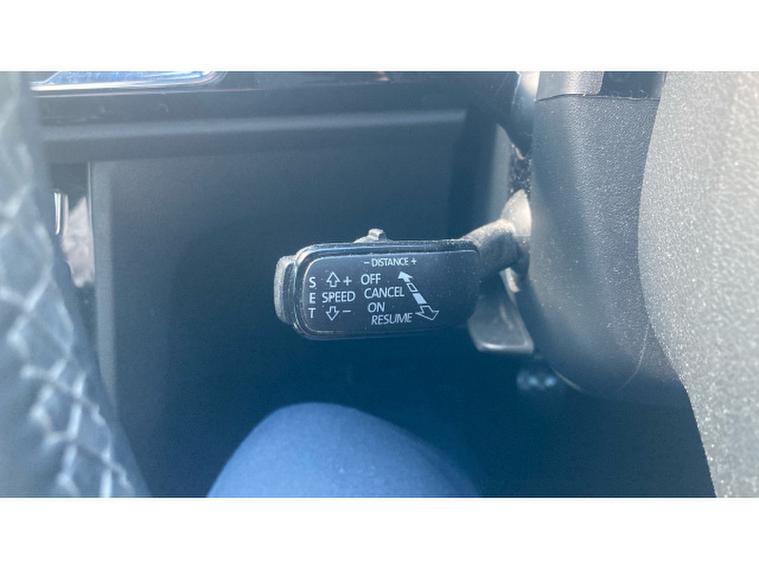 - DISTANCE +
S + OFF
E SPEED CANCEL
T - ON
RESUME